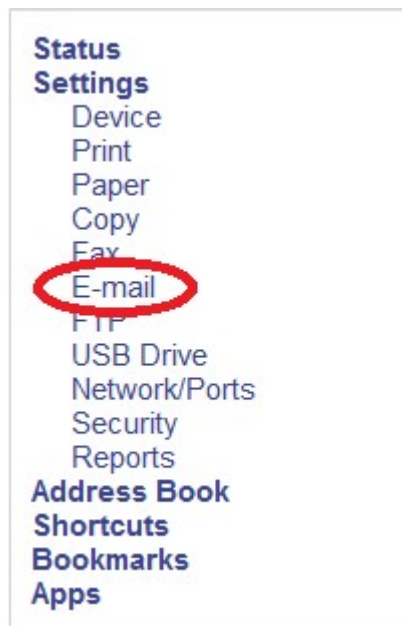 Status
Settings
Device
Print
Paper
Copy
Fax
E-mail
FTP
USB Drive
Network/Ports
Security
Reports
Address Book
Shortcuts
Bookmarks
Apps